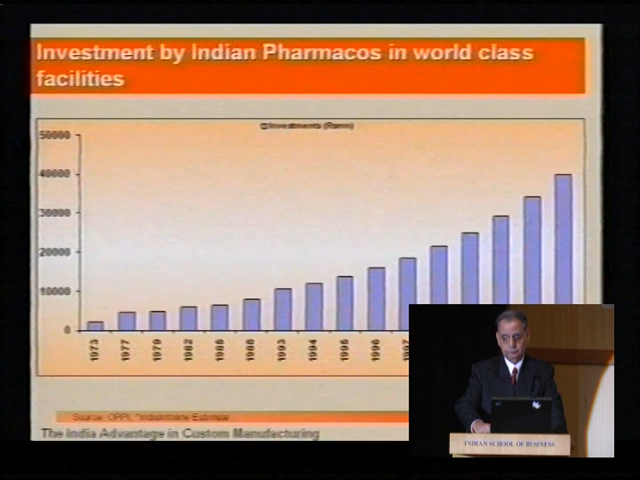 Investment by Indian Pharmacos in world class
facilities
Investments (Rsmn)
50000
40000
30000
20000
10000
0
1973
1977
1979
1982
1985
1988
1993
1994
1995
1996
1997
Source: OPPI, Indiainfoline Estimate
The India Advantage in Custom Manufacturing
INDIAN SCHOOL OF BUSINESS